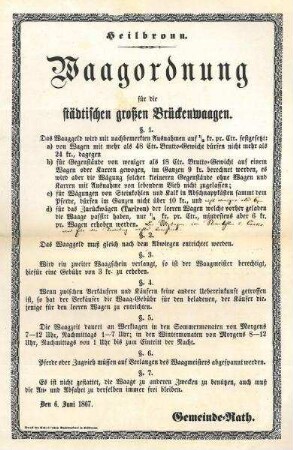 Heilbronn.
Waagordnung
für die
städtischen großen Brückenwaagen.
§. 1.
Das Waaggeld wird mit nachbemerkten Ausnahmen auf ½ kr. pr. Ctr. festgesetz:
a) von Wagen mit mehr als 48 Ctr. Brutto-Gewicht dürfen nicht mehr als
24 kr., dagegen
b) für Gegenstände von weniger als 18 Ctr. Brutto-Gewicht auf einem
Wagen oder Karren gewogen, im Ganzen 9 kr. berechnet werden, es
wird aber die Wägung solcher kleineren Gegenstände ohne Wagen und
Karren mit Ausnahme von lebendem Vieh nicht zugelassen;
c) zu Wägungen von Steinkohlen und Kalk in Abschnappkästen sammt dem
Pferde, dürfen im Ganzen nicht über 10 kr., und
d) für das Zurückwägen (Equitiren) der leeren Wagen welche vorher geladen
die Waage passirt haben, nur ¼ kr. pr. Ctr., mindestens aber 6 kr.
pr. Wagen erhoben werden.
§. 2.
Das Waaggeld muß gleich nach dem Abwiegen entrichtet werden.
§. 3.
Wird ein zweiter Waagschein verlangt, so ist der Waagmeister berechtigt,
hiefür eine Gebühr von 3 kr. zu erheben.
§. 4.
Wenn zwischen Verkäufern und Käufern keine andere Uebereinkunft getroffen
ist, so hat der Verkäufer die Waag-Gebühr für den beladenen, der Käufer die-
jenige für den leeren Wagen zu entrichten.
§. 5.
Die Waagzeit dauert an Werktagen in den Sommermonaten von Morgens
7—12 Uhr, Nachmittags 1—7 Uhr; in den Wintermonaten von Morgens 8—12
Uhr, Nachmittags von 1 Uhr bis zum Eintritt der Nacht.
§. 6.
Pferde oder Zugvieh müssen auf Verlangen des Waagmeisters abgespannt werden.
§. 7.
Es ist nicht gestattet, die Waage zu anderen Zwecken zu benützen, auch muß
die An- und Abfahrt zu derselben immer frei bleiben.
Den 6. Juni 1867.
Gemeinde-Rath.